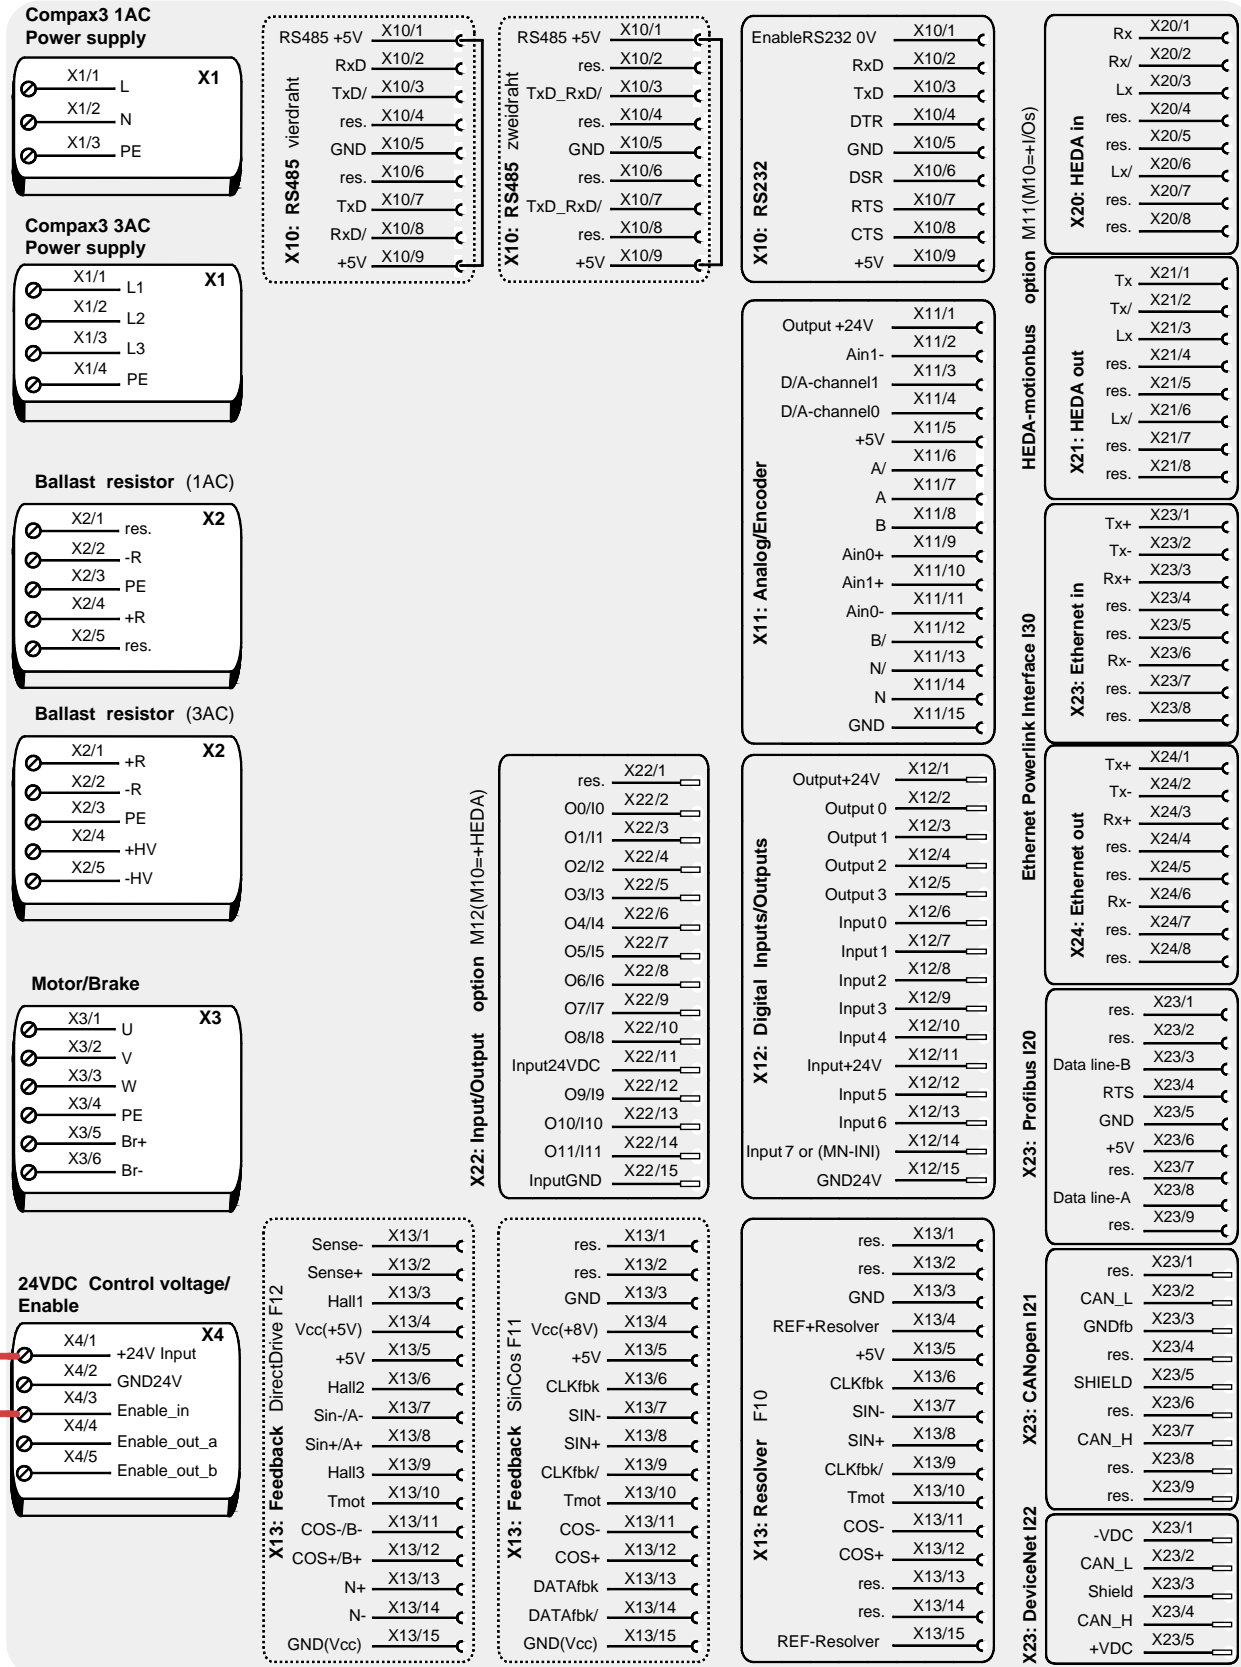 Compax3 1AC
Power supply
X1
X1/1 L
X1/2 N
X1/3 PE
Compax3 3AC
Power supply
X1
X1/1 L1
X1/2 L2
X1/3 L3
X1/4 PE
Ballast resistor (1AC)
X2
X2/1 res.
X2/2 -R
X2/3 PE
X2/4 +R
X2/5 res.
Ballast resistor (3AC)
X2
X2/1 +R
X2/2 -R
X2/3 PE
X2/4 +HV
X2/5 -HV
Motor/Brake
X3
X3/1 U
X3/2 V
X3/3 W
X3/4 PE
X3/5 Br+
X3/6 Br-
24VDC Control voltage/
Enable
X4
X4/1 +24V Input
X4/2 GND24V
X4/3 Enable_in
X4/4 Enable_out_a
X4/5 Enable_out_b
X10: RS485 vierdraht
RS485 +5V X10/1
RxD X10/2
TxD/ X10/3
res. X10/4
GND X10/5
res. X10/6
TxD X10/7
RxD/ X10/8
+5V X10/9
X10: RS485 zweidraht
RS485 +5V X10/1
res. X10/2
TxD_RxD/ X10/3
res. X10/4
GND X10/5
res. X10/6
TxD_RxD/ X10/7
res. X10/8
+5V X10/9
X10: RS232
EnableRS232 0V X10/1
RxD X10/2
TxD X10/3
DTR X10/4
GND X10/5
DSR X10/6
RTS X10/7
CTS X10/8
+5V X10/9
X11: Analog/Encoder
Output +24V X11/1
Ain1- X11/2
D/A-channel1 X11/3
D/A-channel0 X11/4
+5V X11/5
A/ X11/6
A X11/7
B X11/8
Ain0+ X11/9
Ain1+ X11/10
Ain0- X11/11
B/ X11/12
N/ X11/13
N X11/14
GND X11/15
X22: Input/Output option M12(M10=+HEDA)
res. X22/1
O0/I0 X22/2
O1/I1 X22/3
O2/I2 X22/4
O3/I3 X22/5
O4/I4 X22/6
O5/I5 X22/7
O6/I6 X22/8
O7/I7 X22/9
O8/I8 X22/10
Input24VDC X22/11
O9/I9 X22/12
O10/I10 X22/13
O11/I11 X22/14
InputGND X22/15
X12: Digital Inputs/Outputs
Output+24V X12/1
Output 0 X12/2
Output 1 X12/3
Output 2 X12/4
Output 3 X12/5
Input 0 X12/6
Input 1 X12/7
Input 2 X12/8
Input 3 X12/9
Input 4 X12/10
Input+24V X12/11
Input 5 X12/12
Input 6 X12/13
Input 7 or (MN-INI) X12/14
GND24V X12/15
X13: Feedback DirectDrive F12
Sense- X13/1
Sense+ X13/2
Hall1 X13/3
Vcc(+5V) X13/4
+5V X13/5
Hall2 X13/6
Sin-/A- X13/7
Sin+/A+ X13/8
Hall3 X13/9
Tmot X13/10
COS-/B- X13/11
COS+/B+ X13/12
N+ X13/13
N- X13/14
GND(Vcc) X13/15
X13: Feedback SinCos F11
res. X13/1
res. X13/2
GND X13/3
Vcc(+8V) X13/4
+5V X13/5
CLKfbk X13/6
SIN- X13/7
SIN+ X13/8
CLKfbk/ X13/9
Tmot X13/10
COS- X13/11
COS+ X13/12
DATAfbk X13/13
DATAfbk/ X13/14
GND(Vcc) X13/15
X13: Resolver F10
res. X13/1
res. X13/2
GND X13/3
REF+Resolver X13/4
+5V X13/5
CLKfbk X13/6
SIN- X13/7
SIN+ X13/8
CLKfbk/ X13/9
Tmot X13/10
COS- X13/11
COS+ X13/12
res. X13/13
res. X13/14
REF-Resolver X13/15
HEDA-motionbus option M11(M10=+I/Os)
X20: HEDA in
Rx X20/1
Rx/ X20/2
Lx X20/3
res. X20/4
res. X20/5
Lx/ X20/6
res. X20/7
res. X20/8
X21: HEDA out
Tx X21/1
Tx/ X21/2
Lx X21/3
res. X21/4
res. X21/5
Lx/ X21/6
res. X21/7
res. X21/8
Ethernet Powerlink Interface I30
X23: Ethernet in
Tx+ X23/1
Tx- X23/2
Rx+ X23/3
res. X23/4
res. X23/5
Rx- X23/6
res. X23/7
res. X23/8
X24: Ethernet out
Tx+ X24/1
Tx- X24/2
Rx+ X24/3
res. X24/4
res. X24/5
Rx- X24/6
res. X24/7
res. X24/8
X23: Profibus I20
res. X23/1
res. X23/2
Data line-B X23/3
RTS X23/4
GND X23/5
+5V X23/6
res. X23/7
Data line-A X23/8
res. X23/9
X23: CANopen I21
res. X23/1
CAN_L X23/2
GNDfb X23/3
res. X23/4
SHIELD X23/5
res. X23/6
CAN_H X23/7
res. X23/8
res. X23/9
X23: DeviceNet I22
-VDC X23/1
CAN_L X23/2
Shield X23/3
CAN_H X23/4
+VDC X23/5